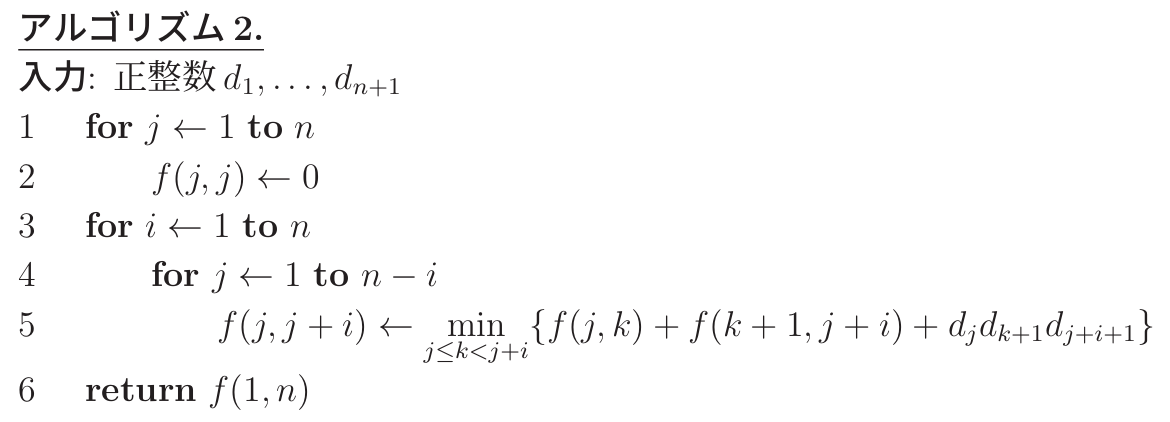 アルゴリズム 2.
入力: 正整数 d_1, . . . , d_{n+1}
1 for j ← 1 to n
2 f(j, j) ← 0
3 for i ← 1 to n
4 for j ← 1 to n − i
5 f(j, j + i) ← min_{j≤k<j+i} {f(j, k) + f(k + 1, j + i) + d_j d_{k+1} d_{j+i+1}}
6 return f(1, n)